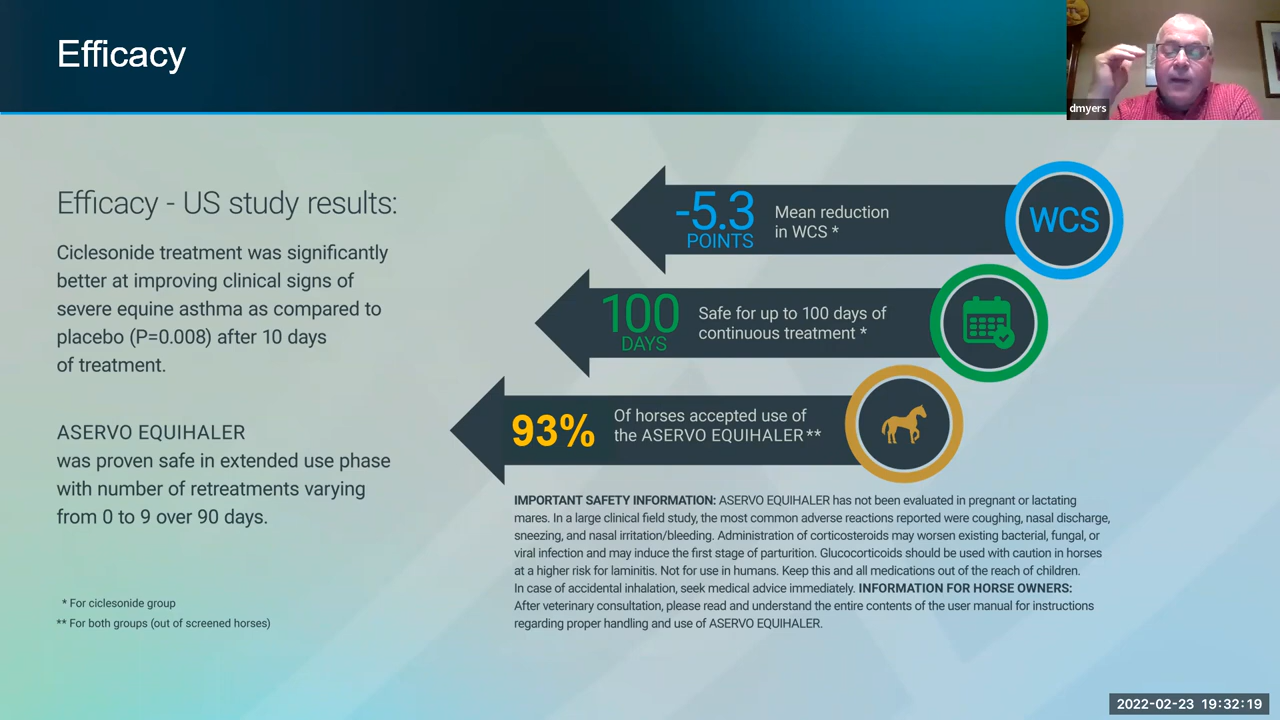 Efficacy
dmyers
Efficacy - US study results:
Ciclesonide treatment was significantly
better at improving clinical signs of
severe equine asthma as compared to
placebo (P=0.008) after 10 days
of treatment.
ASERVO EQUIHALER
was proven safe in extended use phase
with number of retreatments varying
from 0 to 9 over 90 days.
* For ciclesonide group
** For both groups (out of screened horses)
-5.3
POINTS
Mean reduction
in WCS *
WCS
100
DAYS
Safe for up to 100 days of
continuous treatment *
93%
Of horses accepted use of
the ASERVO EQUIHALER **
IMPORTANT SAFETY INFORMATION: ASERVO EQUIHALER has not been evaluated in pregnant or lactating
mares. In a large clinical field study, the most common adverse reactions reported were coughing, nasal discharge,
sneezing, and nasal irritation/bleeding. Administration of corticosteroids may worsen existing bacterial, fungal, or
viral infection and may induce the first stage of parturition. Glucocorticoids should be used with caution in horses
at a higher risk for laminitis. Not for use in humans. Keep this and all medications out of the reach of children.
In case of accidental inhalation, seek medical advice immediately. INFORMATION FOR HORSE OWNERS:
After veterinary consultation, please read and understand the entire contents of the user manual for instructions
regarding proper handling and use of ASERVO EQUIHALER.
2022-02-23 19:32:19